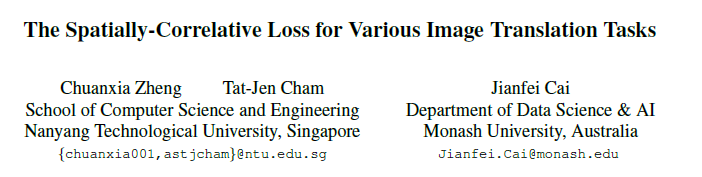 The Spatially-Correlative Loss for Various Image Translation Tasks
Chuanxia Zheng Tat-Jen Cham
School of Computer Science and Engineering
Nanyang Technological University, Singapore
{chuanxia001,astjcham}@ntu.edu.sg
Jianfei Cai
Department of Data Science & AI
Monash University, Australia
Jianfei.Cai@monash.edu